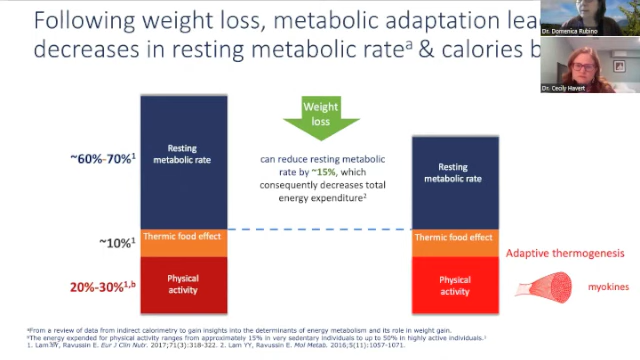 Following weight loss, metabolic adaptation lea
decreases in resting metabolic rateᵃ & calories b
Dr. Domenica Rubino
Dr. Cecily Havert
Weight
loss
~60%-70%¹
Resting
metabolic rate
can reduce resting metabolic
rate by ~15%, which
consequently decreases total
energy expenditure²
Resting
metabolic rate
~10%¹
Thermic food effect
Thermic food effect
Adaptive thermogenesis
20%-30%¹,ᵇ
Physical
activity
Physical
activity
myokines
ᵃFrom a review of data from indirect calorimetry to gain insights into the determinants of energy metabolism and its role in weight gain.
ᵇThe energy expended for physical activity ranges from approximately 15% in very sedentary individuals to up to 50% in highly active individuals.¹
1. Lam YY, Ravussin E. Eur J Clin Nutr. 2017;71(3):318-322. 2. Lam YY, Ravussin E. Mol Metab. 2016;5(11):1057-1071.